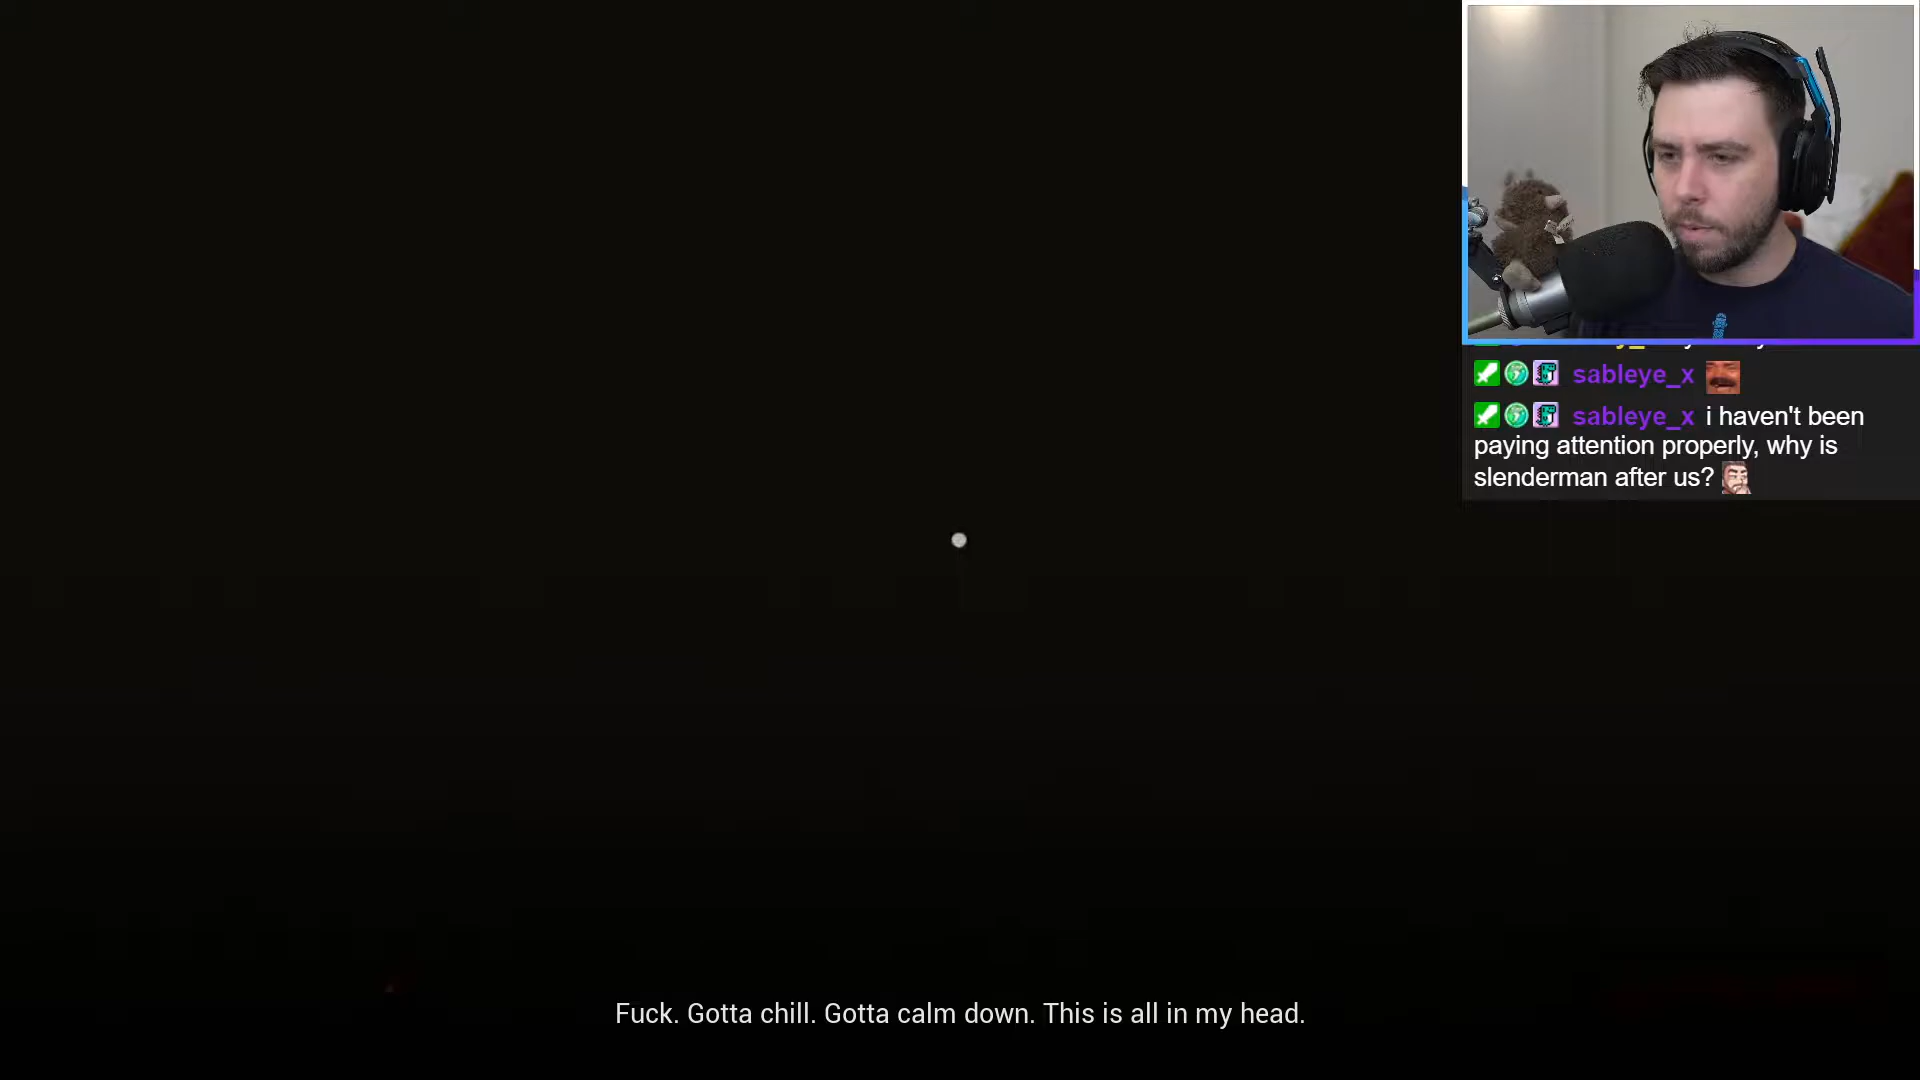 sableye_x
sableye_x i haven't been
paying attention properly, why is
slenderman after us?
Fuck. Gotta chill. Gotta calm down. This is all in my head.